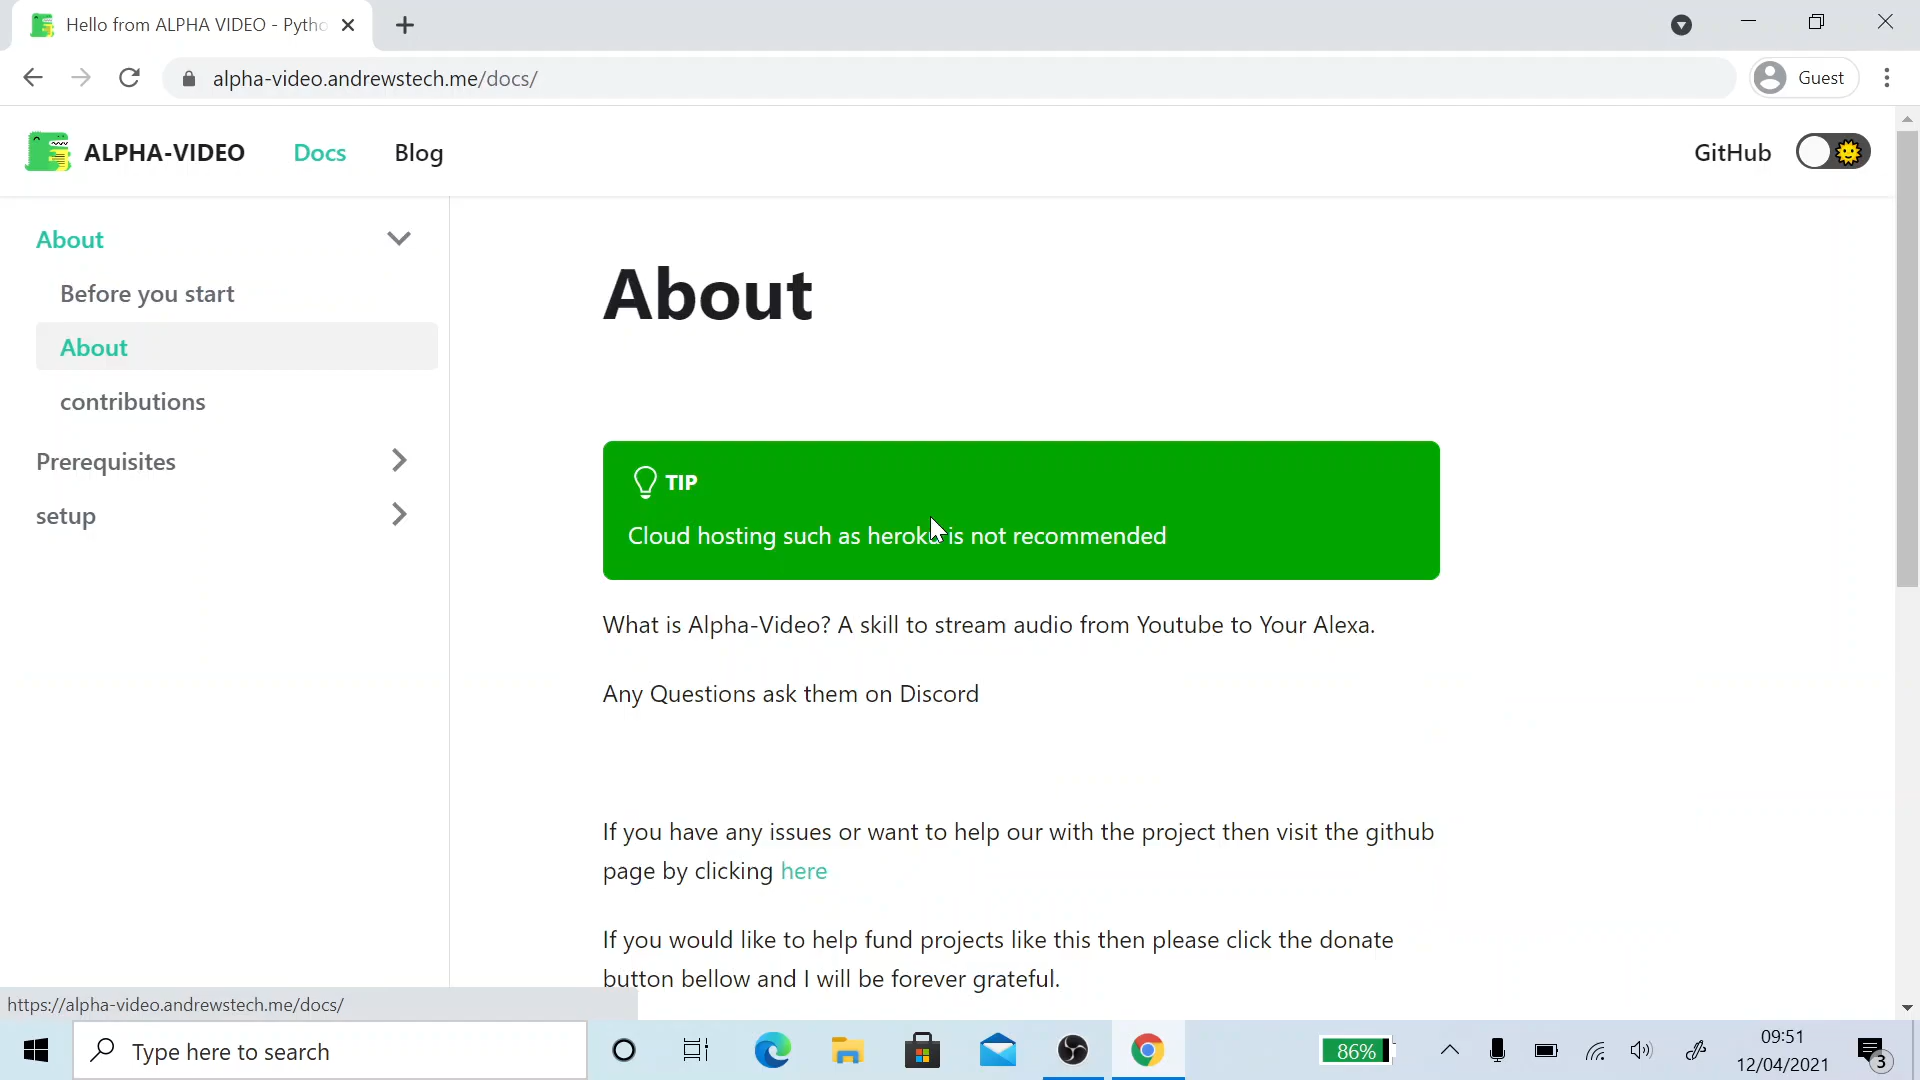 Hello from ALPHA VIDEO - Pytho
alpha-video.andrewstech.me/docs/
Guest
ALPHA-VIDEO
Docs
Blog
GitHub
About
Before you start
About
contributions
Prerequisites
setup
About
TIP
Cloud hosting such as heroku is not recommended
What is Alpha-Video? A skill to stream audio from Youtube to Your Alexa.
Any Questions ask them on Discord
If you have any issues or want to help our with the project then visit the github
page by clicking here
If you would like to help fund projects like this then please click the donate
button bellow and I will be forever grateful.
https://alpha-video.andrewstech.me/docs/
Type here to search
86%
09:51
12/04/2021
3